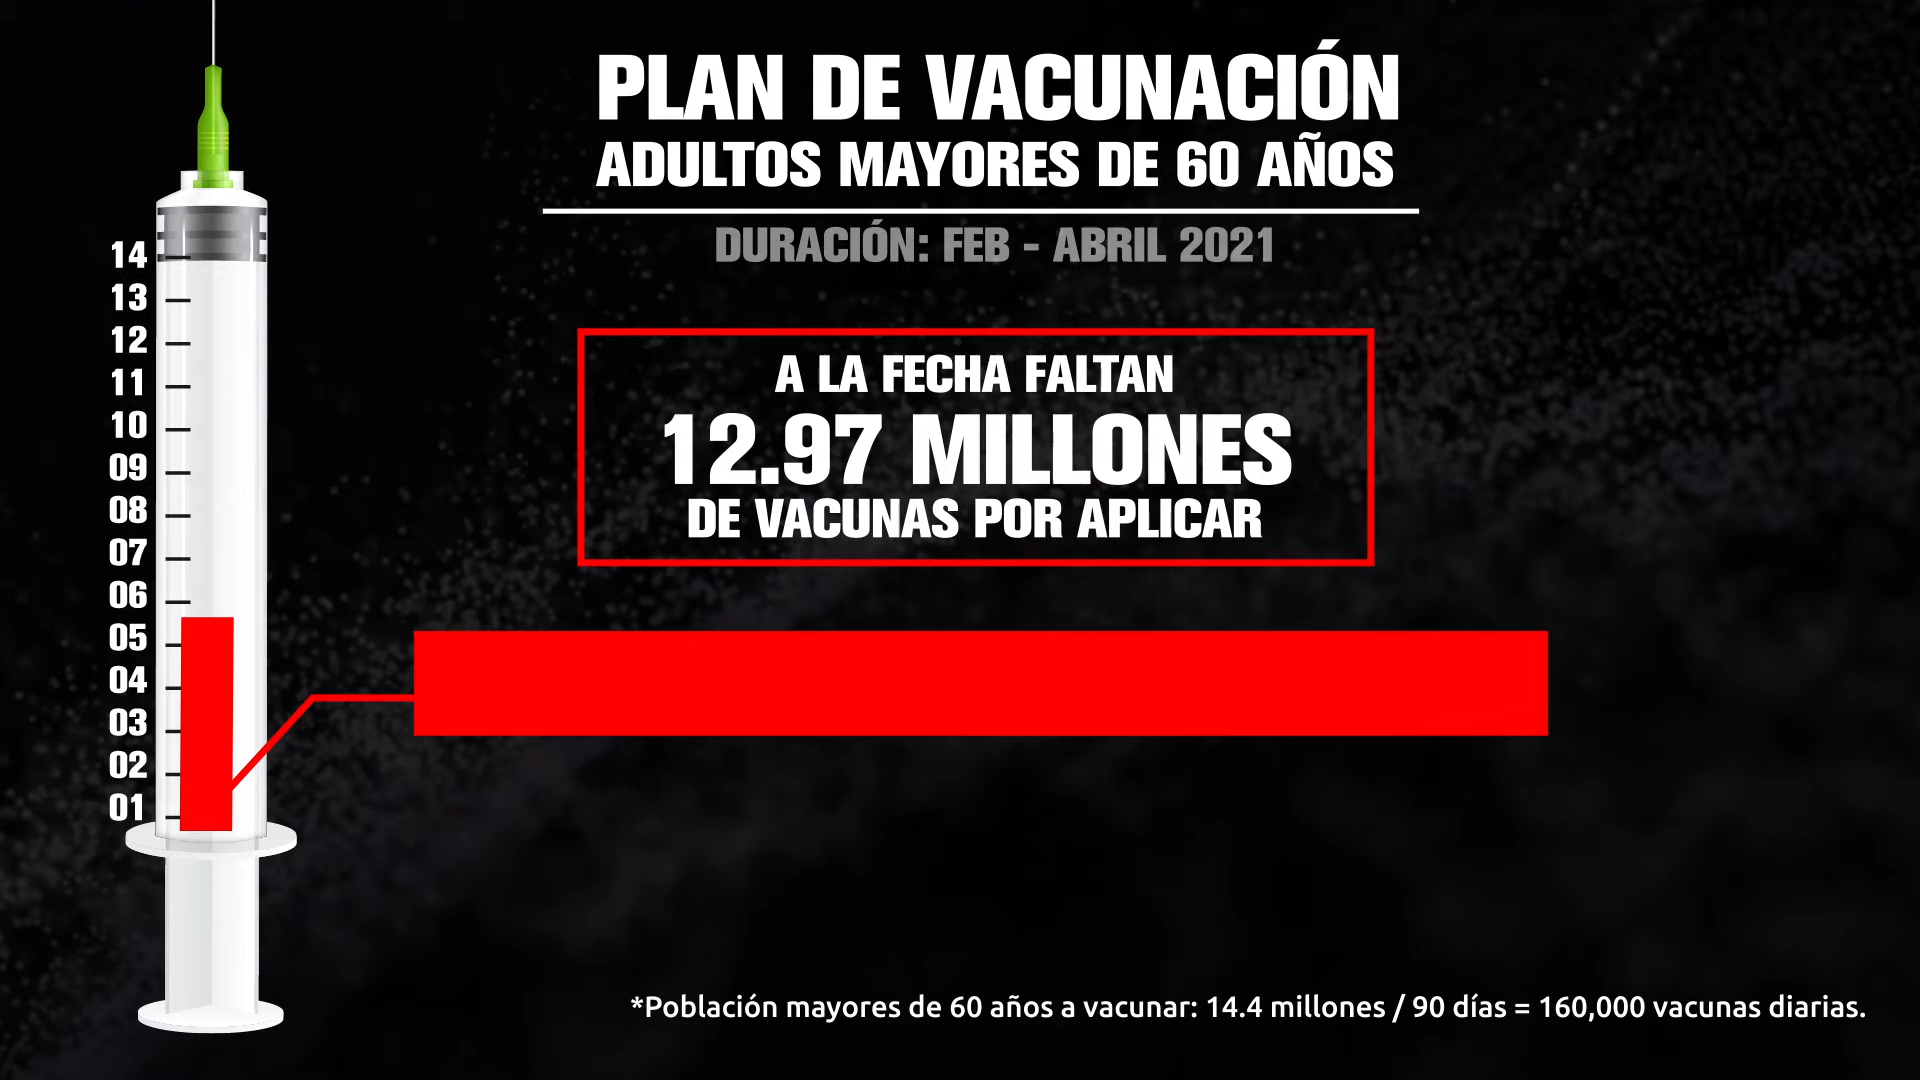 PLAN DE VACUNACIÓN
ADULTOS MAYORES DE 60 AÑOS
DURACIÓN: FEB - ABRIL 2021
A LA FECHA FALTAN
12.97 MILLONES
DE VACUNAS POR APLICAR
14
13
12
11
10
09
08
07
06
05
04
03
02
01
*Población mayores de 60 años a vacunar: 14.4 millones / 90 días = 160,000 vacunas diarias.